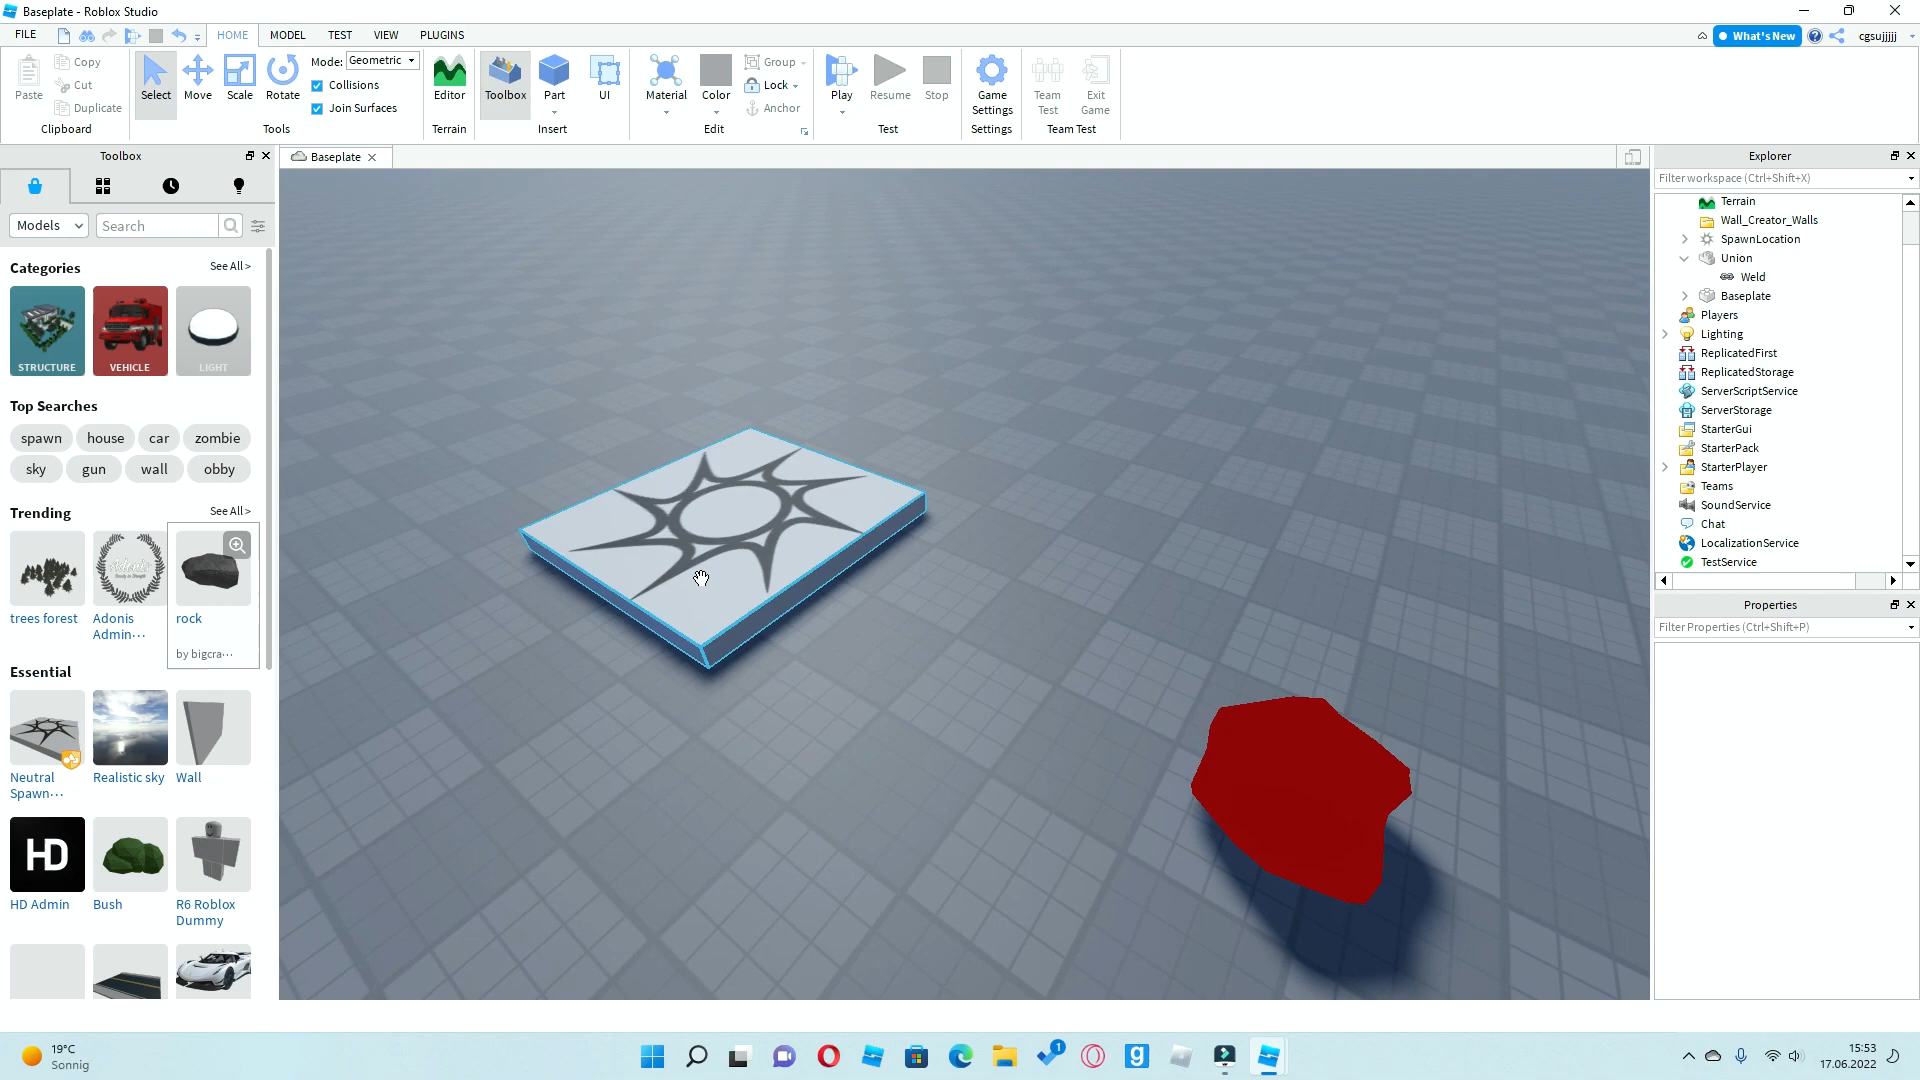 Baseplate - Roblox Studio
FILE
HOME
MODEL
TEST
VIEW
PLUGINS
What's New
cgsujjjjj
Paste
Copy
Cut
Duplicate
Clipboard
Select
Move
Scale
Rotate
Mode: Geometric
Collisions
Join Surfaces
Tools
Editor
Terrain
Toolbox
Part
UI
Insert
Material
Color
Group
Lock
Anchor
Edit
Play
Resume
Stop
Test
Game
Settings
Settings
Team
Test
Exit
Game
Team Test
Toolbox
Models
Search
Categories
See All >
STRUCTURE
VEHICLE
LIGHT
Top Searches
spawn
house
car
zombie
sky
gun
wall
obby
Trending
See All >
trees forest
Adonis
Admin...
rock
by bigcra...
Essential
Neutral
Spawn...
Realistic sky
Wall
HD
HD Admin
Bush
R6 Roblox
Dummy
Baseplate
Explorer
Filter workspace (Ctrl+Shift+X)
Terrain
Wall_Creator_Walls
SpawnLocation
Union
Weld
Baseplate
Players
Lighting
ReplicatedFirst
ReplicatedStorage
ServerScriptService
ServerStorage
StarterGui
StarterPack
StarterPlayer
Teams
SoundService
Chat
LocalizationService
TestService
Properties
Filter Properties (Ctrl+Shift+P)
19°C
Sonnig
1
15:53
17.06.2022